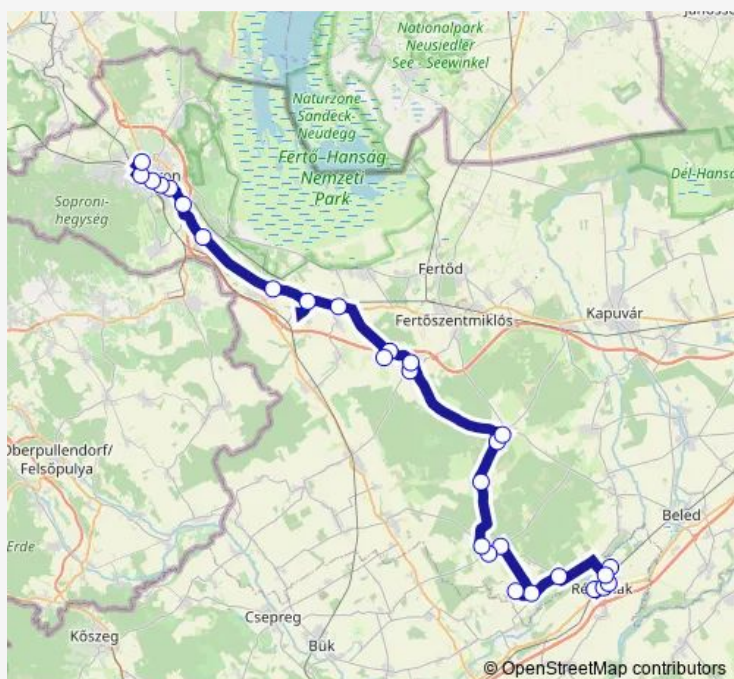 Nationalpark
Neusiedler
See - Seewinkel
Naturzone
Sandeck-
Neudegg
Fertő-Hanság
Nemzeti
Park
Dél-Hansá
Soproni-
hegység
Fertőd
Kapuvár
Fertőszentmiklós
Oberpullendorf/
Felsőpulya
Erde
Beled
Csepreg
Kőszeg
Bük
© OpenStreetMap contributors